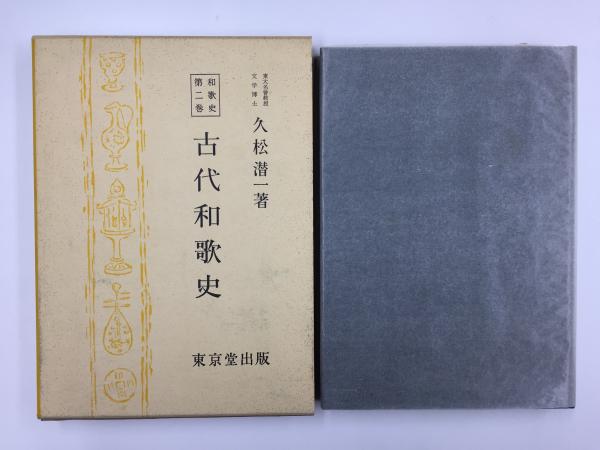 東大名誉教授
文学博士
久松潜一著
和歌史
第二巻
古代和歌史
東京堂出版